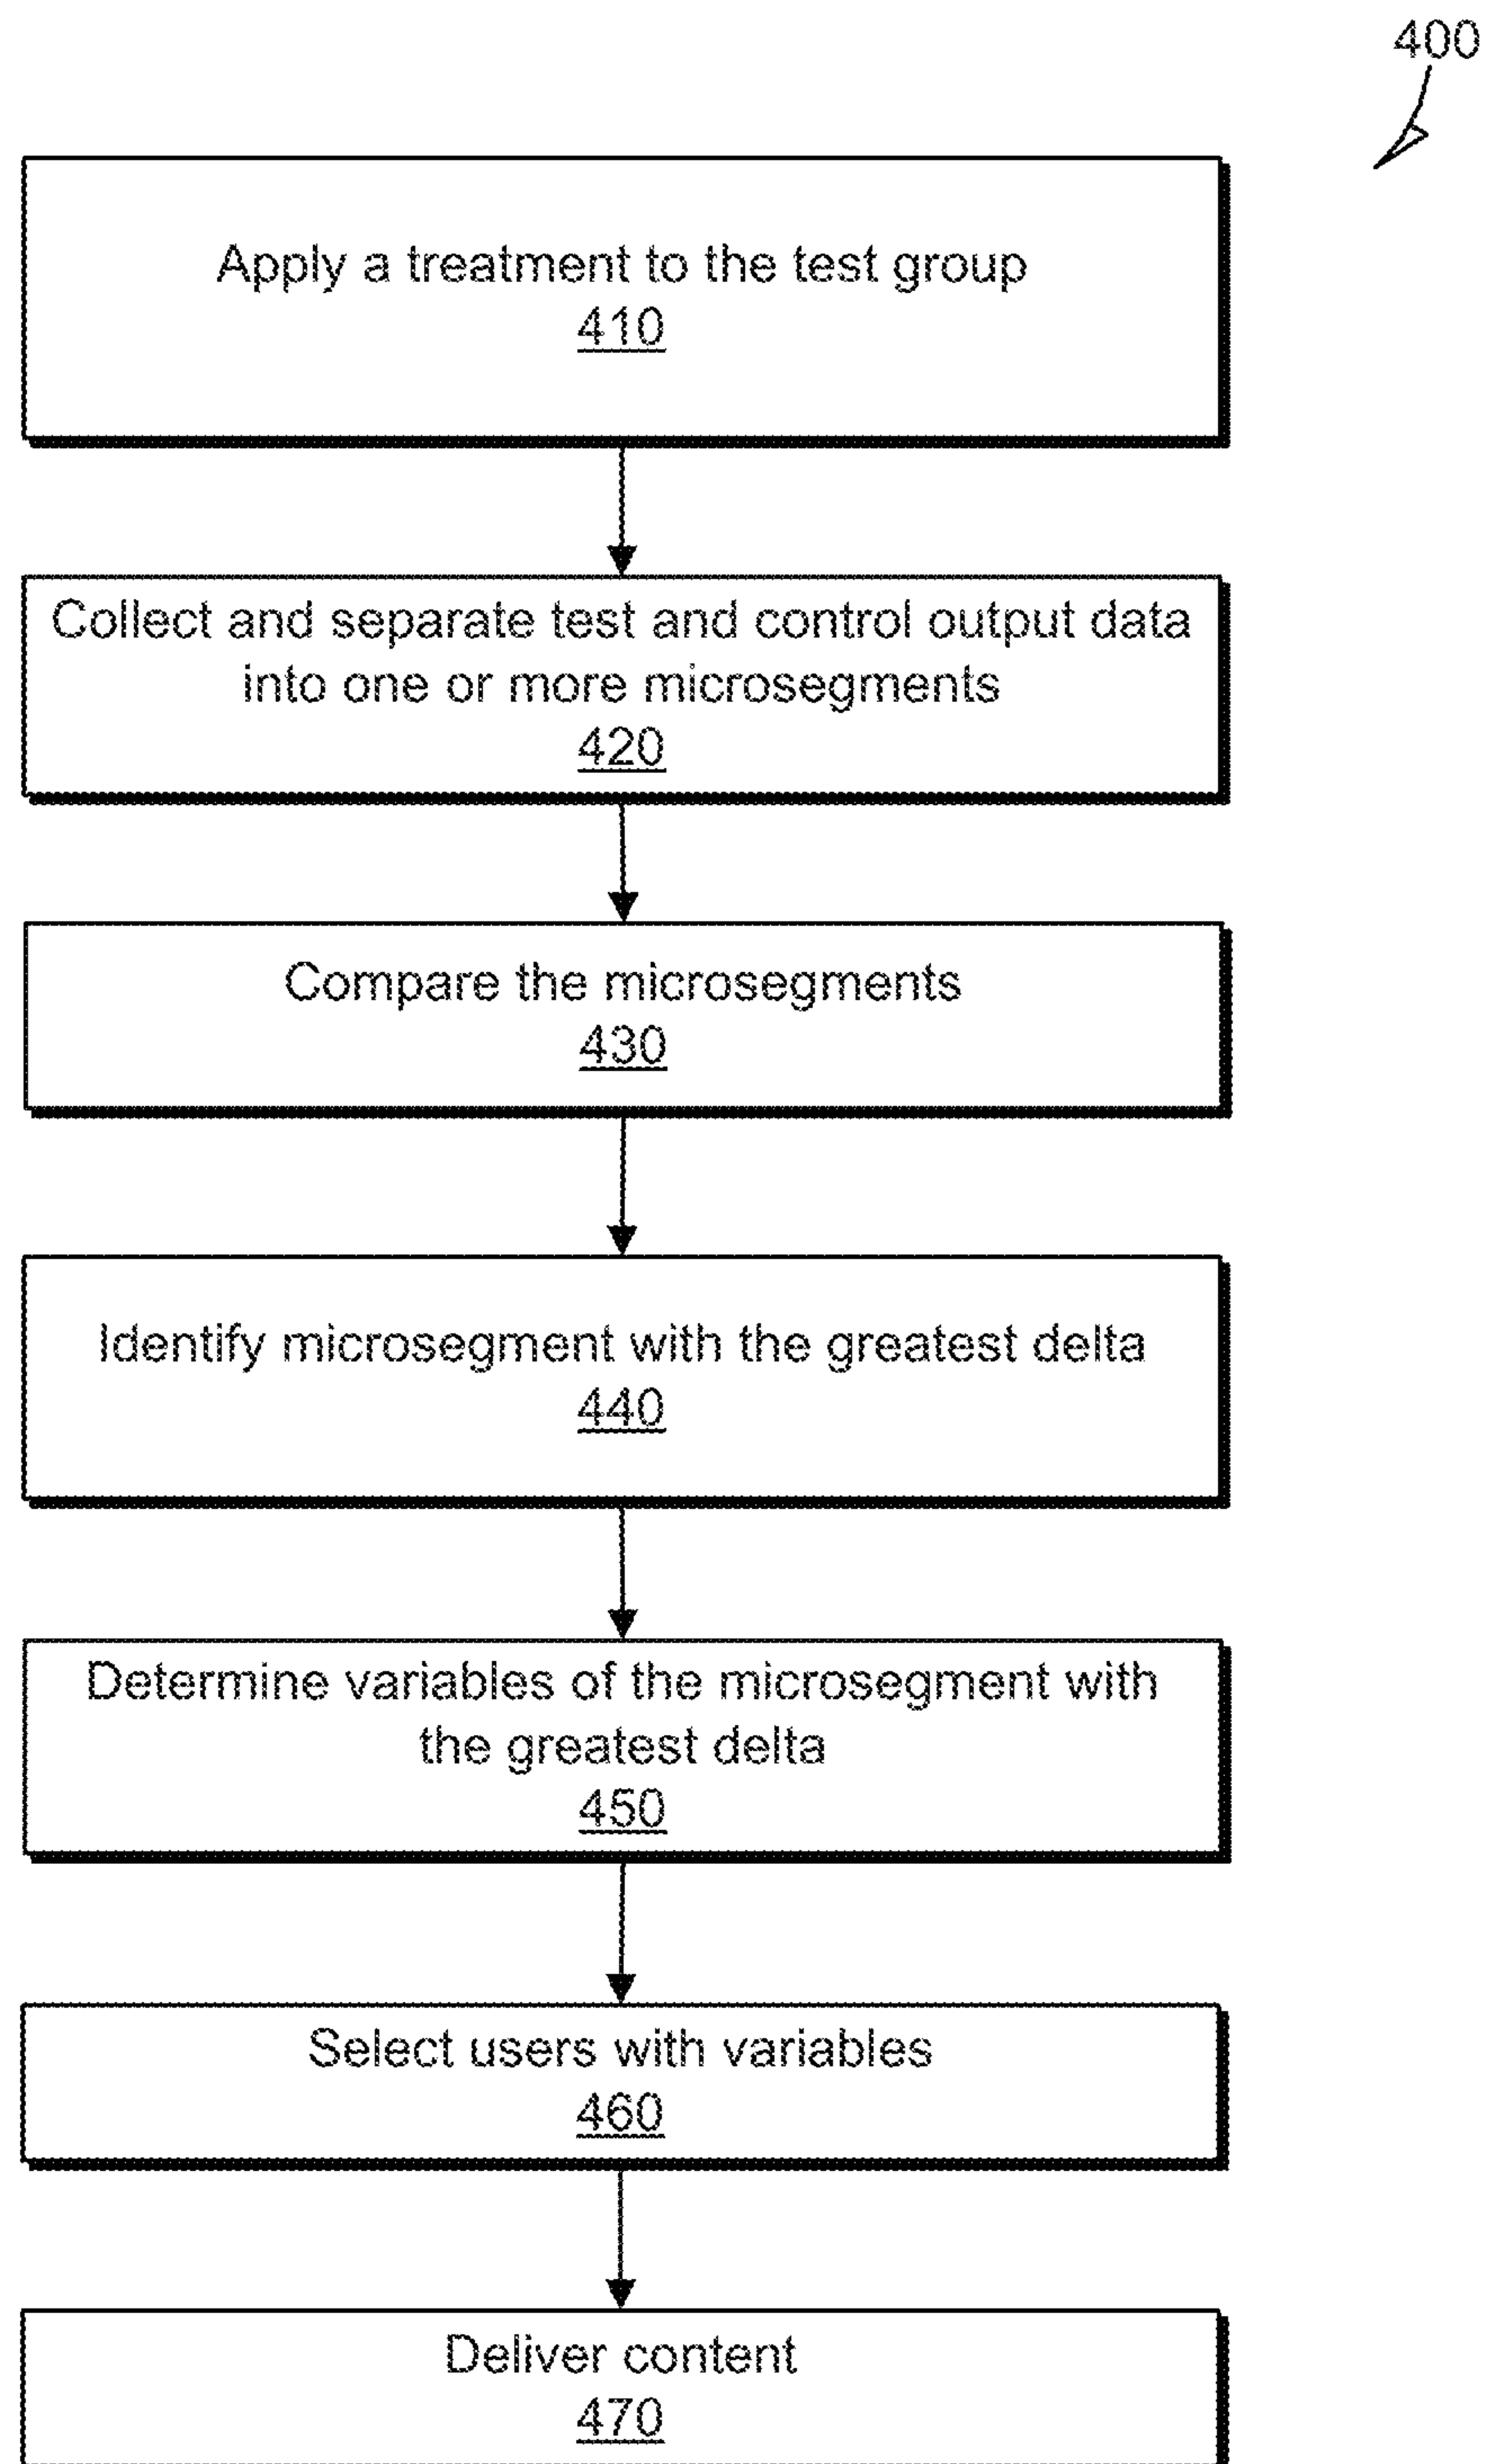 400
Apply a treatment to the test group
410
Collect and separate test and control output data
into one or more microsegments
420
Compare the microsegments
430
Identify microsegment with the greatest delta
440
Determine variables of the microsegment with
the greatest delta
450
Select users with variables
460
Deliver content
470